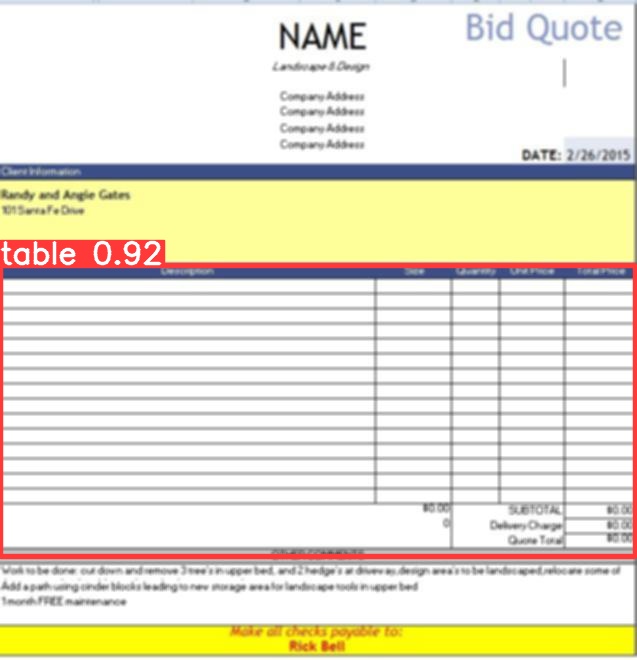 NAME
Bid Quote
Landscape & Design
Company Address
Company Address
Company Address
Company Address
DATE: 2/26/2015
Client Information
Randy and Angie Gates
101 Santa Fe Drive
table 0.92
Description Size Quantity Unit Price Total Price
$0.00 SUBTOTAL $0.00
0 Delivery Charge $0.00
Quote Total $0.00
OTHER COMMENTS
Work to be done: cut down and remove 3 tree's in upper bed, and 2 hedge's at driveway,design area's to be landscaped,relocate some of
Add a path using cinder blocks leading to new storage area for landscape tools in upper bed
1 month FREE maintenance
Make all checks payable to:
Rick Bell